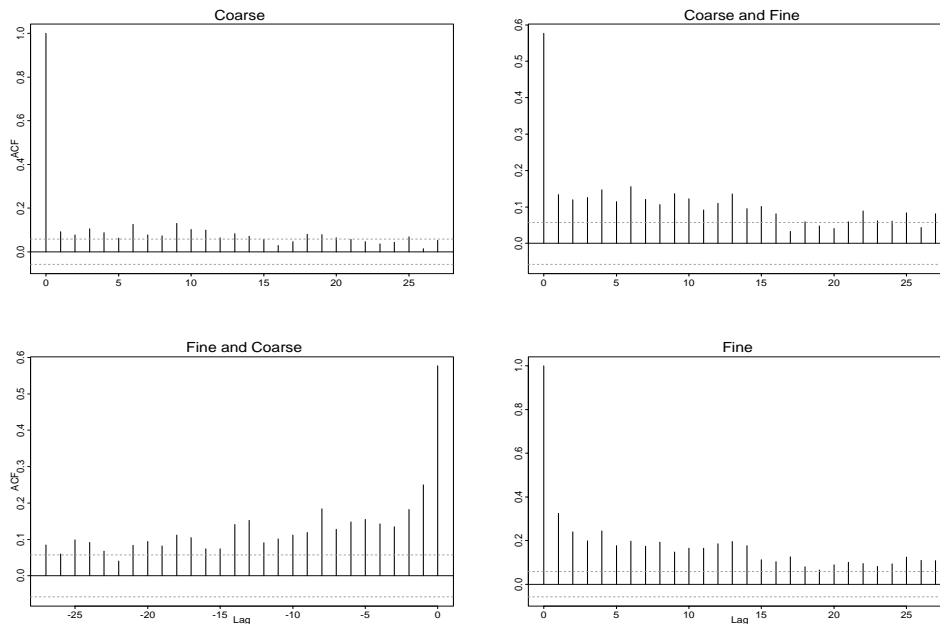 Coarse
ACF
0.0 0.2 0.4 0.6 0.8 1.0
0 5 10 15 20 25
Coarse and Fine
0.0 0.1 0.2 0.3 0.4 0.5 0.6
0 5 10 15 20 25
Fine and Coarse
ACF
0.0 0.1 0.2 0.3 0.4 0.5 0.6
-25 -20 -15 -10 -5 0
Lag
Fine
0.0 0.2 0.4 0.6 0.8 1.0
0 5 10 15 20 25
Lag